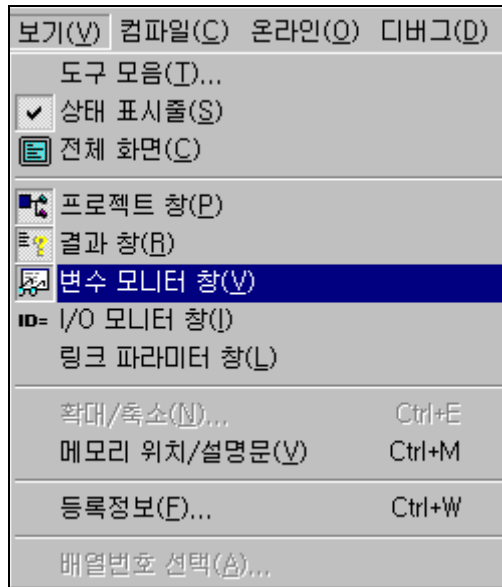 보기(V) 컴파일(C) 온라인(O) 디버그(D)
도구 모음(T)...
상태 표시줄(S)
전체 화면(C)
프로젝트 창(P)
결과 창(R)
변수 모니터 창(V)
ID= I/O 모니터 창(I)
링크 파라미터 창(L)
확대/축소(N)... Ctrl+E
메모리 위치/설명문(V) Ctrl+M
등록정보(F)... Ctrl+W
배열번호 선택(A)...